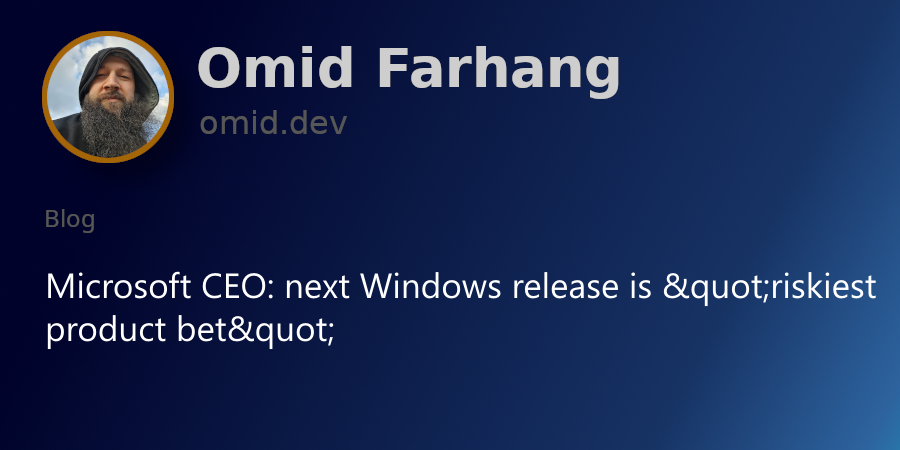 Omid Farhang
omid.dev
Blog
Microsoft CEO: next Windows release is &quot;riskiest
product bet&quot;